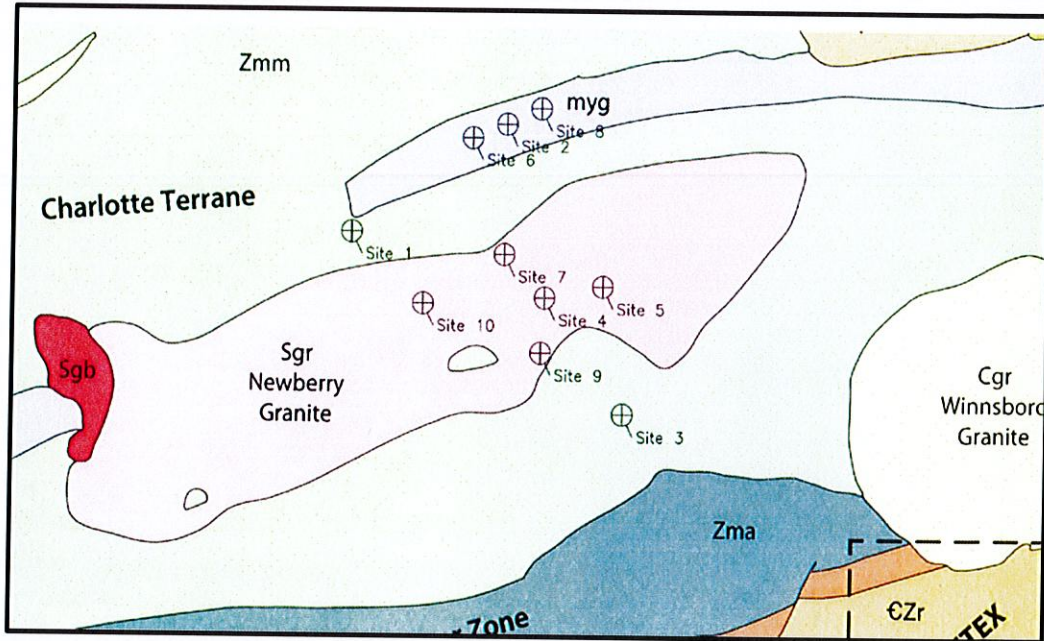 Zmm
myg
Site 8
Site 2
Site 6
Charlotte Terrane
Site 1
Site 7
Site 5
Site 4
Site 10
Sgb
Sgr
Newberry
Granite
Site 9
Cgr
Winnsboro
Granite
Site 3
Zma
€Zr
Zone
TEX